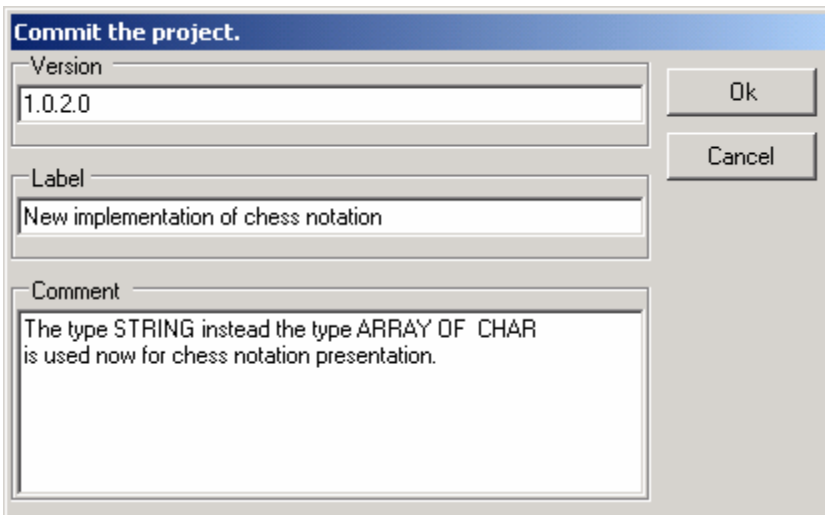 Commit the project.
Version
1.0.2.0
Ok
Cancel
Label
New implementation of chess notation
Comment
The type STRING instead the type ARRAY OF  CHAR
is used now for chess notation presentation.